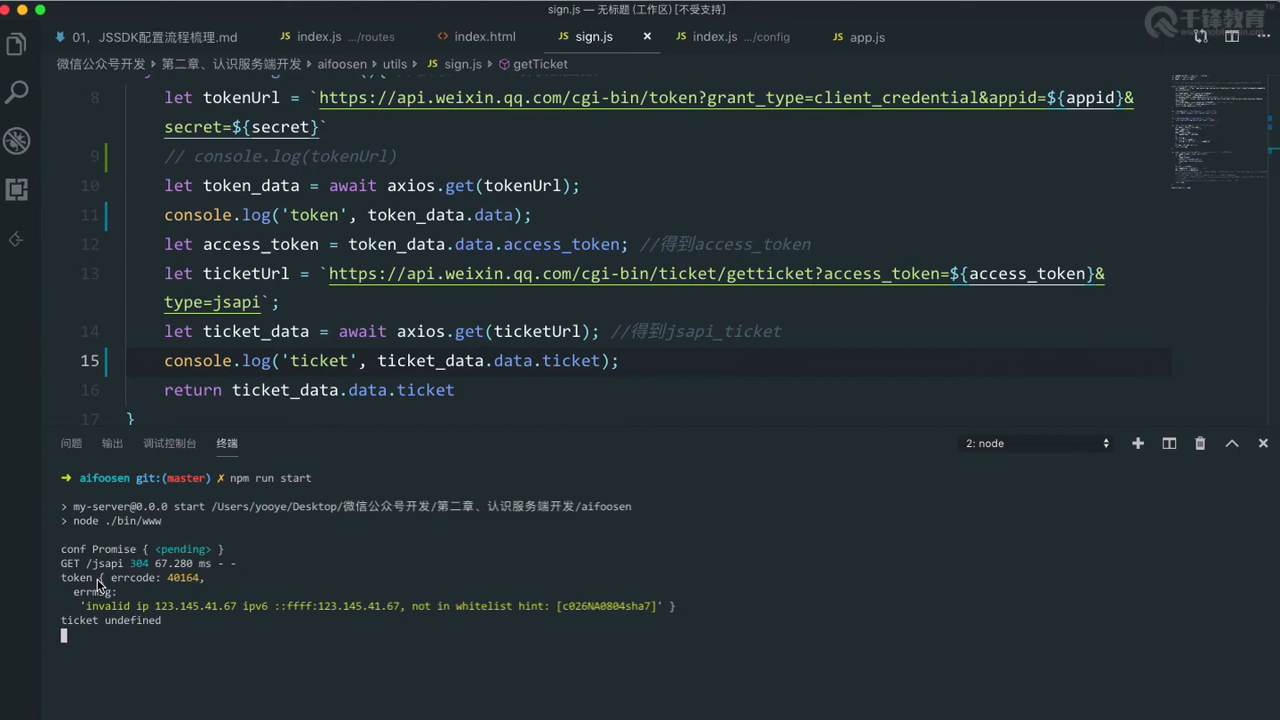 sign.js — 无标题 (工作区) [不受支持]
千锋教育
01，JSSDK配置流程梳理.md
JS index.js .../routes
<> index.html
JS sign.js ×
JS index.js .../config
JS app.js
微信公众号开发 > 第二章、认识服务端开发 > aifoosen > utils > JS sign.js > getTicket
8 let tokenUrl = `https://api.weixin.qq.com/cgi-bin/token?grant_type=client_credential&appid=${appid}&
secret=${secret}`
9 // console.log(tokenUrl)
10 let token_data = await axios.get(tokenUrl);
11 console.log('token', token_data.data);
12 let access_token = token_data.data.access_token; //得到access_token
13 let ticketUrl = `https://api.weixin.qq.com/cgi-bin/ticket/getticket?access_token=${access_token}&
type=jsapi`;
14 let ticket_data = await axios.get(ticketUrl); //得到jsapi_ticket
15 console.log('ticket', ticket_data.data.ticket);
16 return ticket_data.data.ticket
17 }
问题 输出 调试控制台 终端
2: node
➜ aifoosen git:(master) ✗ npm run start
> my-server@0.0.0 start /Users/yooye/Desktop/微信公众号开发/第二章、认识服务端开发/aifoosen
> node ./bin/www
conf Promise { <pending> }
GET /jsapi 304 67.280 ms - -
token { errcode: 40164,
errmsg:
'invalid ip 123.145.41.67 ipv6 ::ffff:123.145.41.67, not in whitelist hint: [c026NA0804sha7]' }
ticket undefined